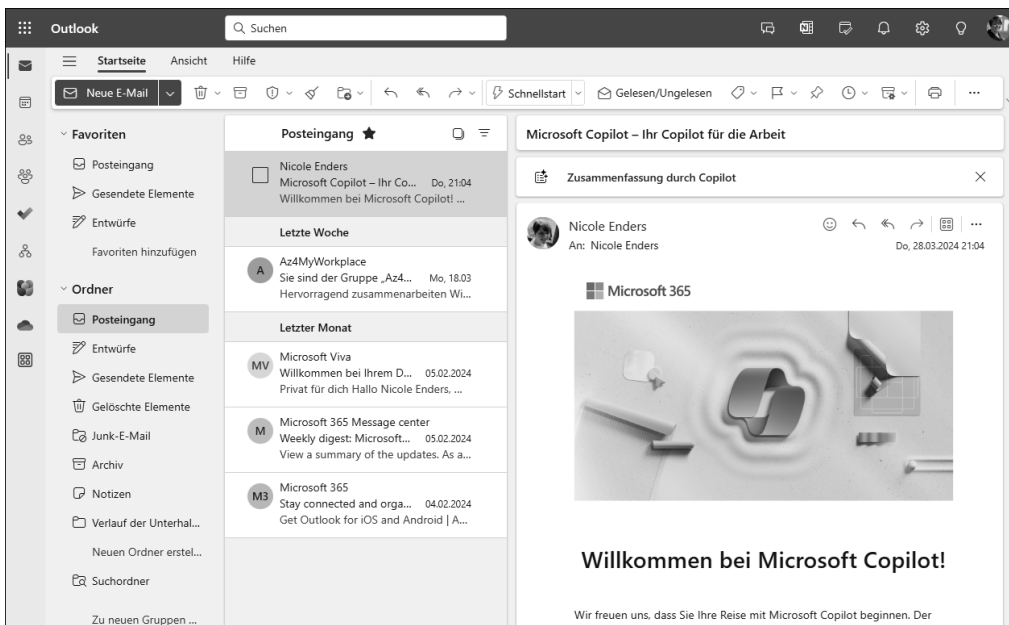 Outlook
Suchen
Startseite Ansicht Hilfe
Neue E-Mail
Schnellstart
Gelesen/Ungelesen
Favoriten
Posteingang
Gesendete Elemente
Entwürfe
Favoriten hinzufügen
Ordner
Posteingang
Entwürfe
Gesendete Elemente
Gelöschte Elemente
Junk-E-Mail
Archiv
Notizen
Verlauf der Unterhal...
Neuen Ordner erstel...
Suchordner
Zu neuen Gruppen ...
Posteingang
Nicole Enders
Microsoft Copilot – Ihr Co... Do, 21:04
Willkommen bei Microsoft Copilot! ...
Letzte Woche
A
Az4MyWorkplace
Sie sind der Gruppe „Az4... Mo, 18.03
Hervorragend zusammenarbeiten Wi...
Letzter Monat
MV
Microsoft Viva
Willkommen bei Ihrem D... 05.02.2024
Privat für dich Hallo Nicole Enders, ...
M
Microsoft 365 Message center
Weekly digest: Microsoft... 05.02.2024
View a summary of the updates. As a...
M3
Microsoft 365
Stay connected and orga... 04.02.2024
Get Outlook for iOS and Android | A...
Microsoft Copilot – Ihr Copilot für die Arbeit
Zusammenfassung durch Copilot
Nicole Enders
An: Nicole Enders
Do, 28.03.2024 21:04
Microsoft 365
Willkommen bei Microsoft Copilot!
Wir freuen uns, dass Sie Ihre Reise mit Microsoft Copilot beginnen. Der